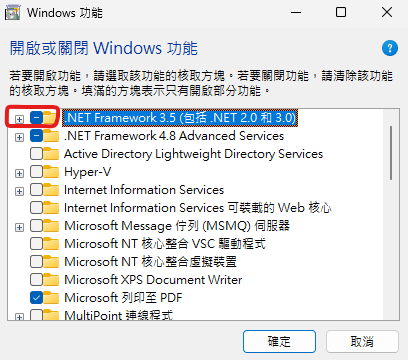 Windows 功能
開啟或關閉 Windows 功能
若要開啟功能，請選取該功能的核取方塊。若要關閉功能，請清除該功能
的核取方塊。填滿的方塊表示只有開啟部分功能。
.NET Framework 3.5 (包括 .NET 2.0 和 3.0)
.NET Framework 4.8 Advanced Services
Active Directory Lightweight Directory Services
Hyper-V
Internet Information Services
Internet Information Services 可裝載的 Web 核心
Microsoft Message 佇列 (MSMQ) 伺服器
Microsoft NT 核心整合 VSC 驅動程式
Microsoft NT 核心整合虛擬裝置
Microsoft XPS Document Writer
Microsoft 列印至 PDF
MultiPoint 連線程式
確定 取消